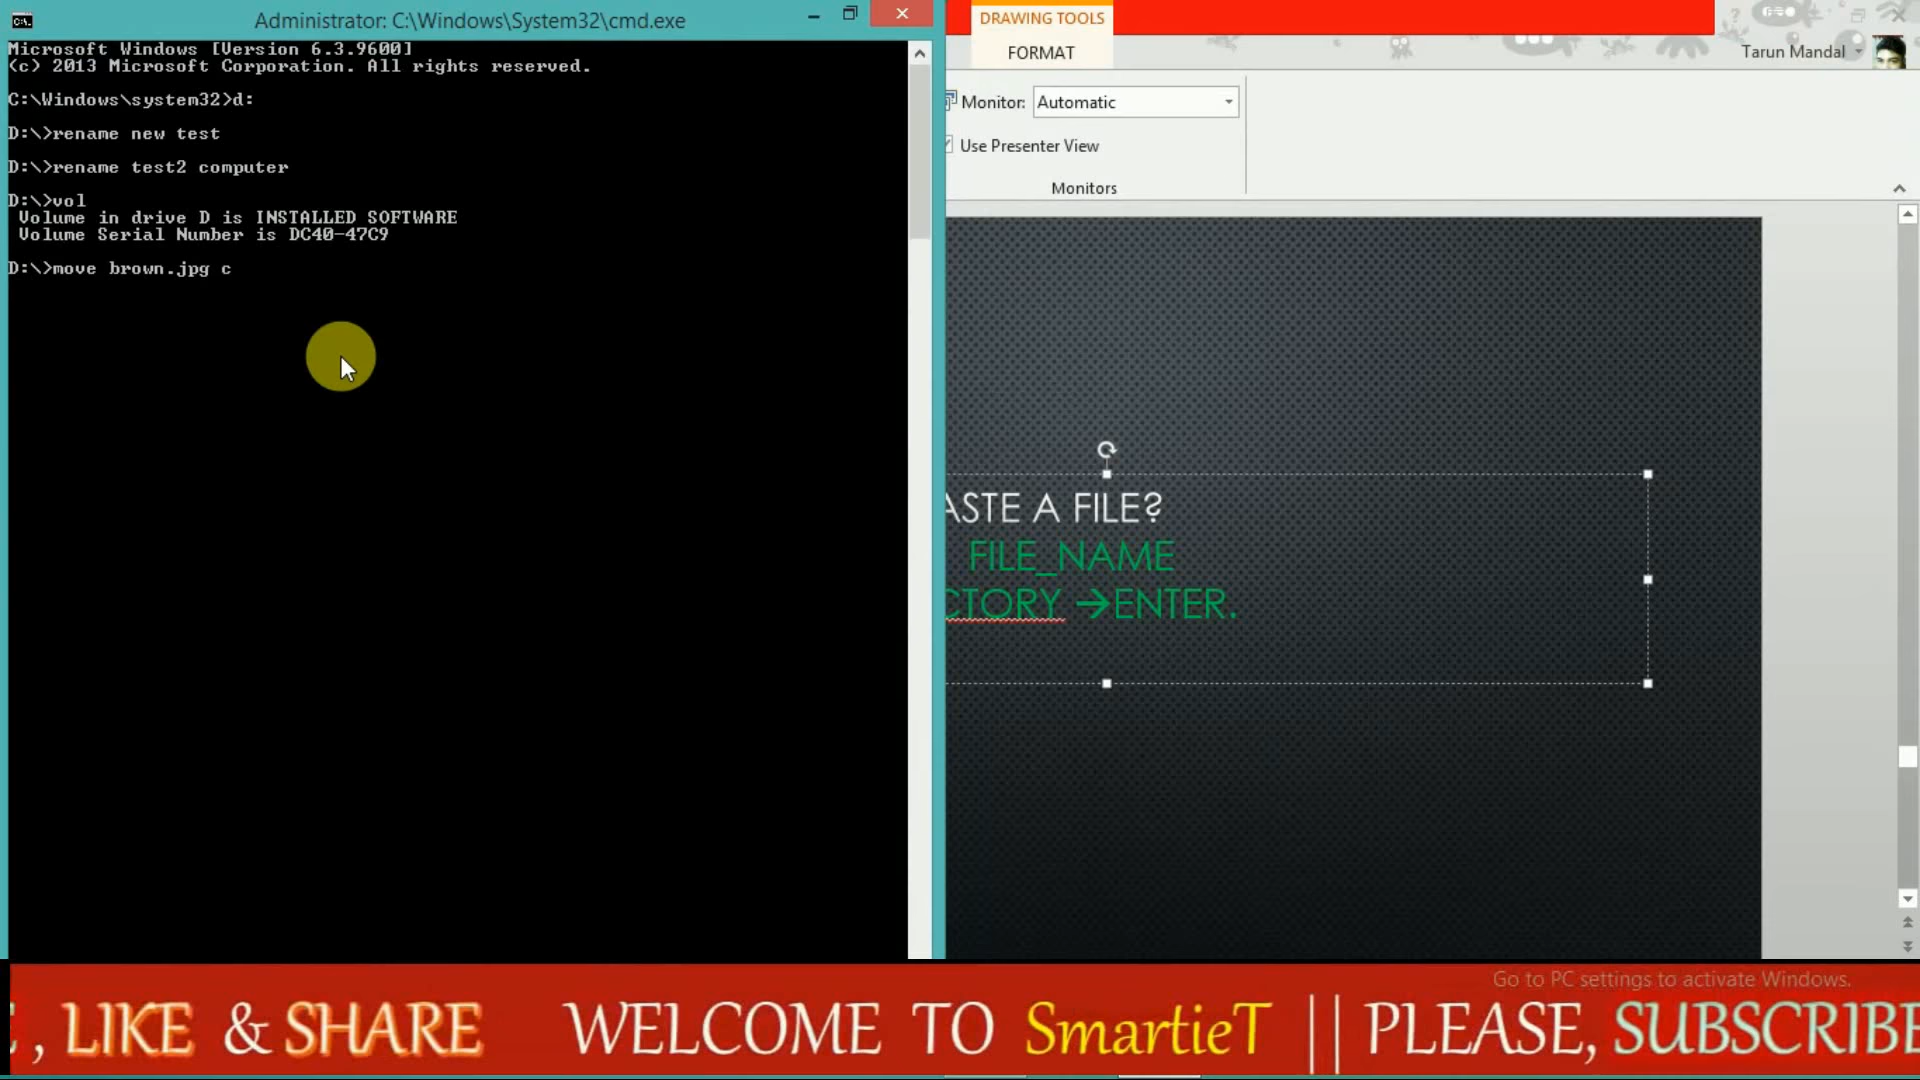 Administrator: C:\Windows\System32\cmd.exe
Microsoft Windows [Version 6.3.9600]
(c) 2013 Microsoft Corporation. All rights reserved.
C:\Windows\system32>d:
D:\>rename new test
D:\>rename test2 computer
D:\>vol
Volume in drive D is INSTALLED SOFTWARE
Volume Serial Number is DC40-47C9
D:\>move brown.jpg c
DRAWING TOOLS
FORMAT
Tarun Mandal
Monitor: Automatic
Use Presenter View
Monitors
ASTE A FILE?
FILE_NAME
CTORY →ENTER.
Go to PC settings to activate Windows.
, LIKE & SHARE WELCOME TO SmartieT || PLEASE, SUBSCRIBE